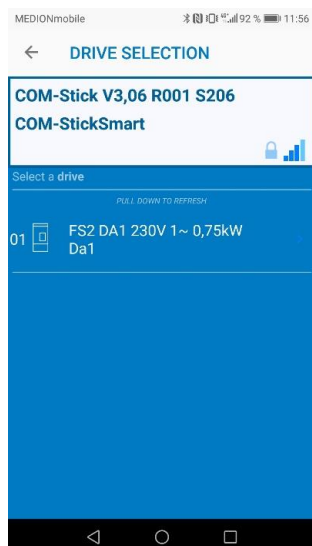 MEDIONmobile 92 % 11:56
DRIVE SELECTION
COM-Stick V3,06 R001 S206
COM-StickSmart
Select a drive
PULL DOWN TO REFRESH
01 FS2 DA1 230V 1~ 0,75kW
Da1